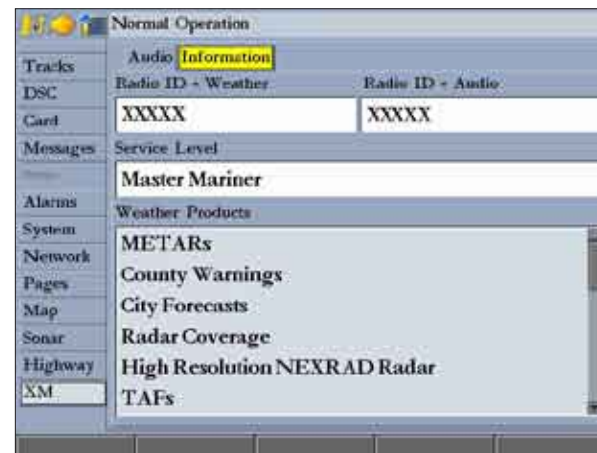 Normal Operation
Audio Information
Radio ID - Weather Radio ID - Audio
XXXXX XXXXX
Service Level
Master Mariner
Weather Products
METARs
County Warnings
City Forecasts
Radar Coverage
High Resolution NEXRAD Radar
TAFs
Tracks
DSC
Card
Messages
Alarms
System
Network
Pages
Map
Sonar
Highway
XM